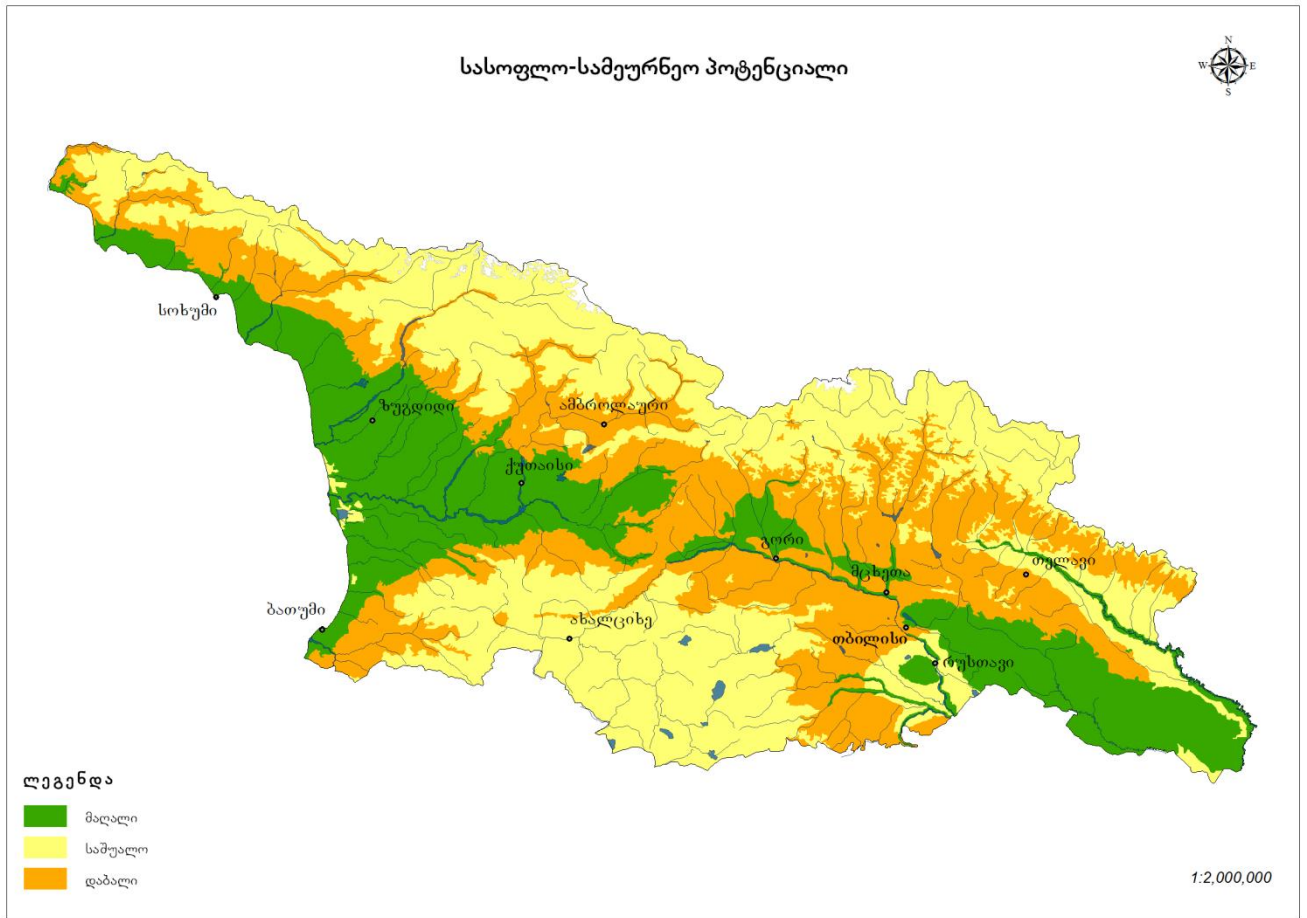 სასოფლო-სამეურნეო პოტენციალი
N
W E
S
სოხუმი
ზუგდიდი
ამბროლაური
ქუთაისი
გორი
თელავი
მცხეთა
ბათუმი
ახალციხე
თბილისი
რუსთავი
ლეგენდა
მაღალი
საშუალო
დაბალი
1:2,000,000